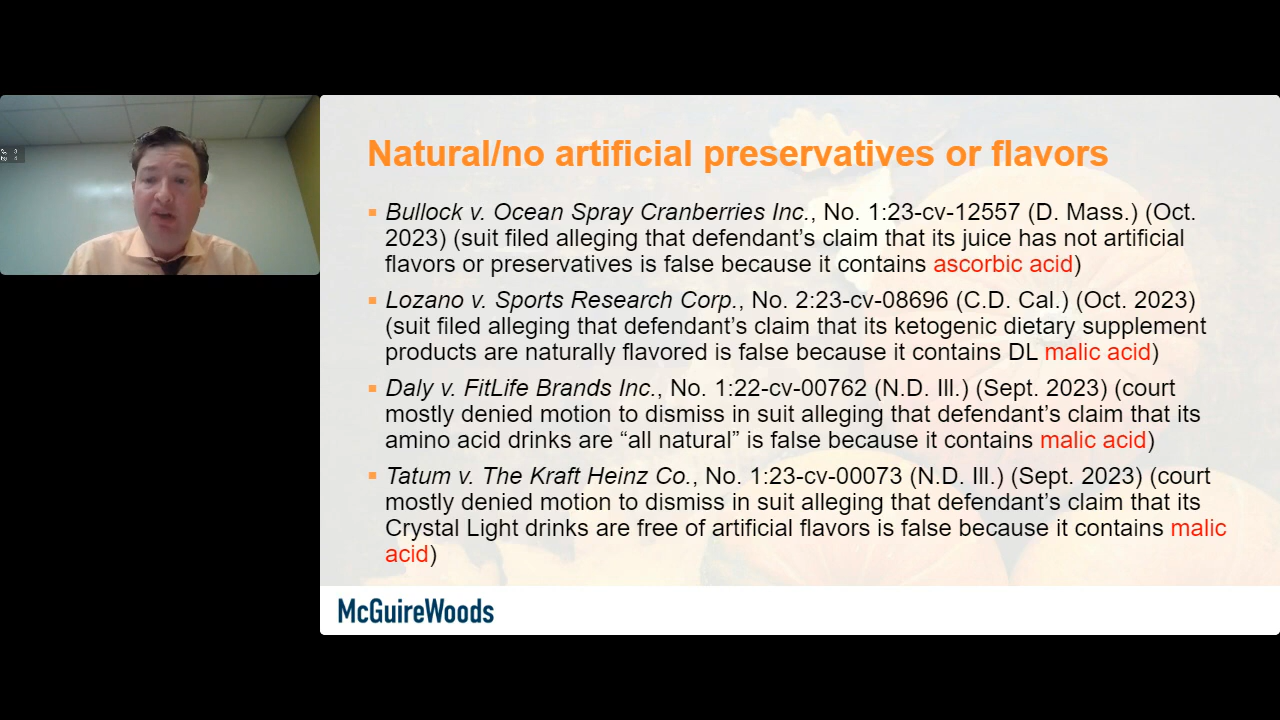 Natural/no artificial preservatives or flavors
Bullock v. Ocean Spray Cranberries Inc., No. 1:23-cv-12557 (D. Mass.) (Oct.
2023) (suit filed alleging that defendant’s claim that its juice has not artificial
flavors or preservatives is false because it contains ascorbic acid)
Lozano v. Sports Research Corp., No. 2:23-cv-08696 (C.D. Cal.) (Oct. 2023)
(suit filed alleging that defendant’s claim that its ketogenic dietary supplement
products are naturally flavored is false because it contains DL malic acid)
Daly v. FitLife Brands Inc., No. 1:22-cv-00762 (N.D. Ill.) (Sept. 2023) (court
mostly denied motion to dismiss in suit alleging that defendant’s claim that its
amino acid drinks are “all natural” is false because it contains malic acid)
Tatum v. The Kraft Heinz Co., No. 1:23-cv-00073 (N.D. Ill.) (Sept. 2023) (court
mostly denied motion to dismiss in suit alleging that defendant’s claim that its
Crystal Light drinks are free of artificial flavors is false because it contains malic
acid)
McGuireWoods